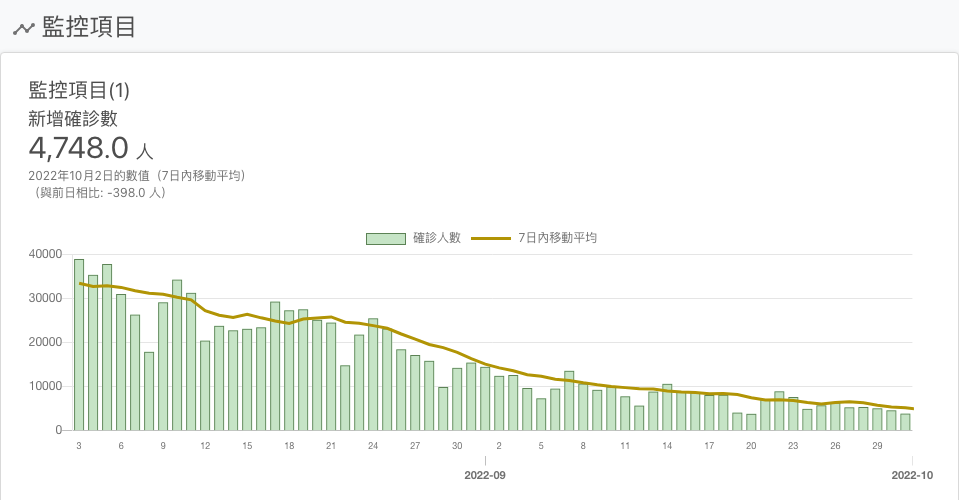 監控項目
監控項目(1)
新增確診數
4,748.0 人
2022年10月2日的數值（7日內移動平均）
（與前日相比: -398.0 人）
確診人數 7日內移動平均
40000
30000
20000
10000
0
3 6 9 12 15 18 21 24 27 30 2 5 8 11 14 17 20 23 26 29
2022-09 2022-10